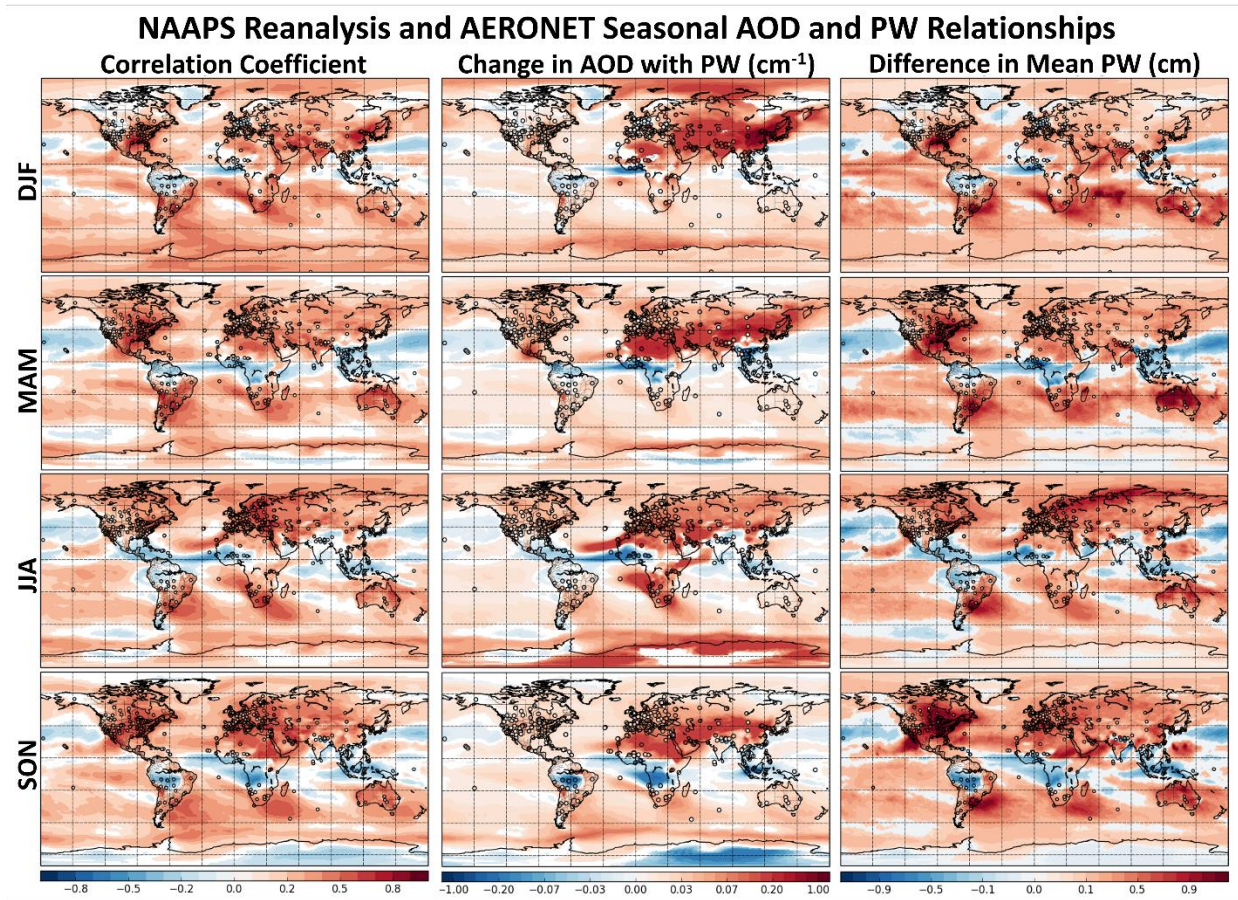 NAAPS Reanalysis and AERONET Seasonal AOD and PW Relationships
Correlation Coefficient
Change in AOD with PW (cm⁻¹)
Difference in Mean PW (cm)
DJF
MAM
JJA
SON
−0.8 −0.5 −0.2 0.0 0.2 0.5 0.8
−1.00 −0.20 −0.07 −0.03 0.00 0.03 0.07 0.20 1.00
−0.9 −0.5 −0.1 0.0 0.1 0.5 0.9